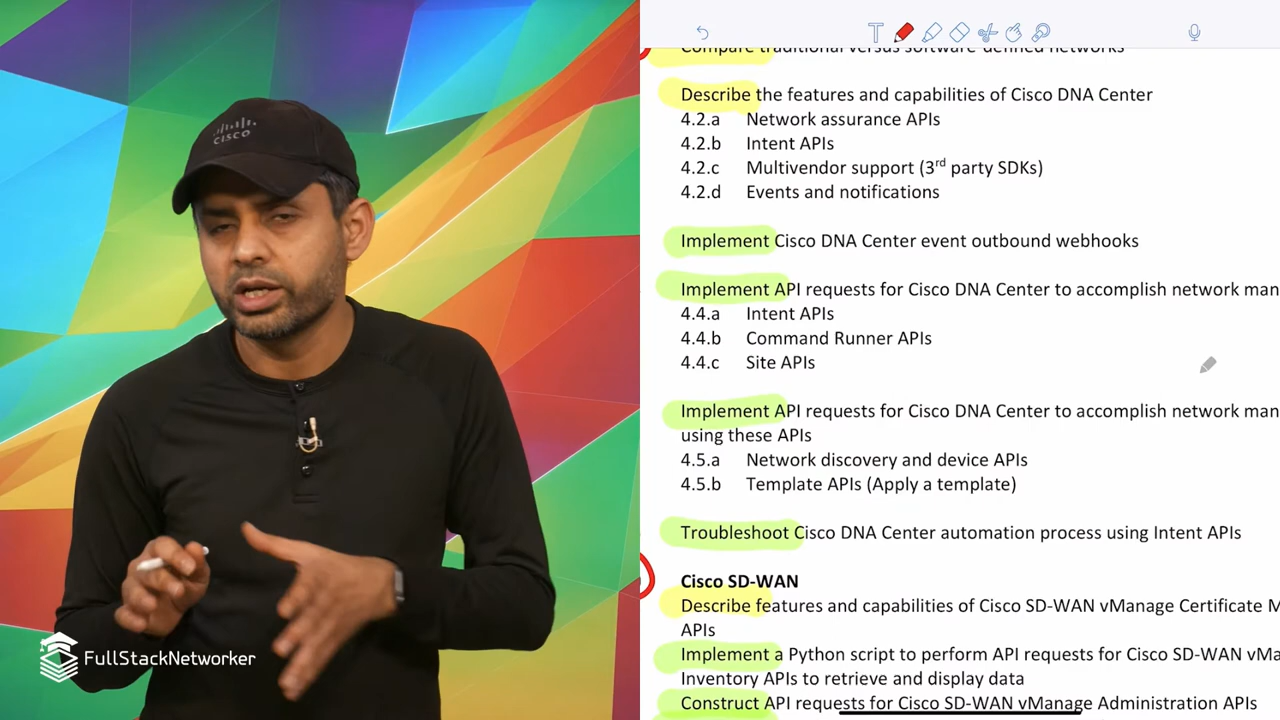 CISCO
FullStackNetworker
Compare traditional versus software-defined networks
Describe the features and capabilities of Cisco DNA Center
4.2.a Network assurance APIs
4.2.b Intent APIs
4.2.c Multivendor support (3rd party SDKs)
4.2.d Events and notifications
Implement Cisco DNA Center event outbound webhooks
Implement API requests for Cisco DNA Center to accomplish network man
4.4.a Intent APIs
4.4.b Command Runner APIs
4.4.c Site APIs
Implement API requests for Cisco DNA Center to accomplish network man
using these APIs
4.5.a Network discovery and device APIs
4.5.b Template APIs (Apply a template)
Troubleshoot Cisco DNA Center automation process using Intent APIs
Cisco SD-WAN
Describe features and capabilities of Cisco SD-WAN vManage Certificate M
APIs
Implement a Python script to perform API requests for Cisco SD-WAN vMa
Inventory APIs to retrieve and display data
Construct API requests for Cisco SD-WAN vManage Administration APIs